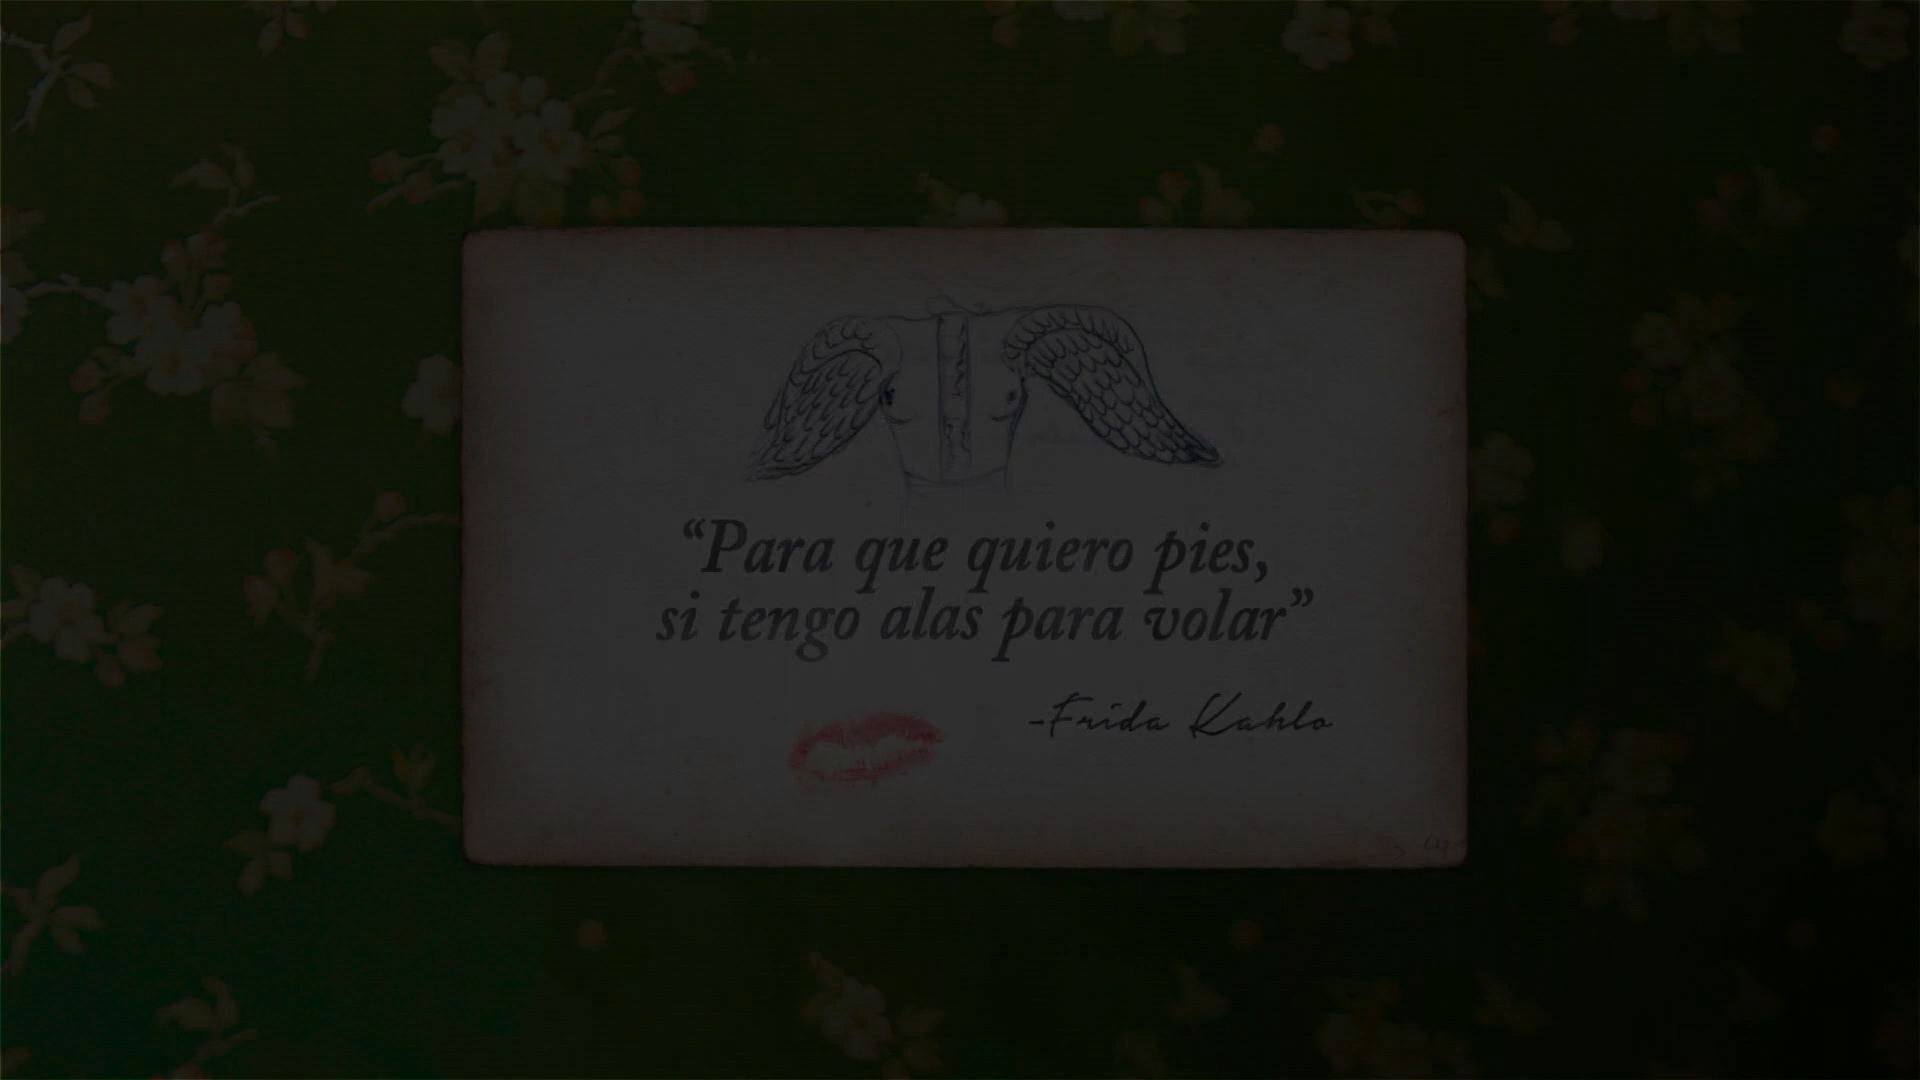 “Para que quiero pies,
si tengo alas para volar”
-Frida Kahlo